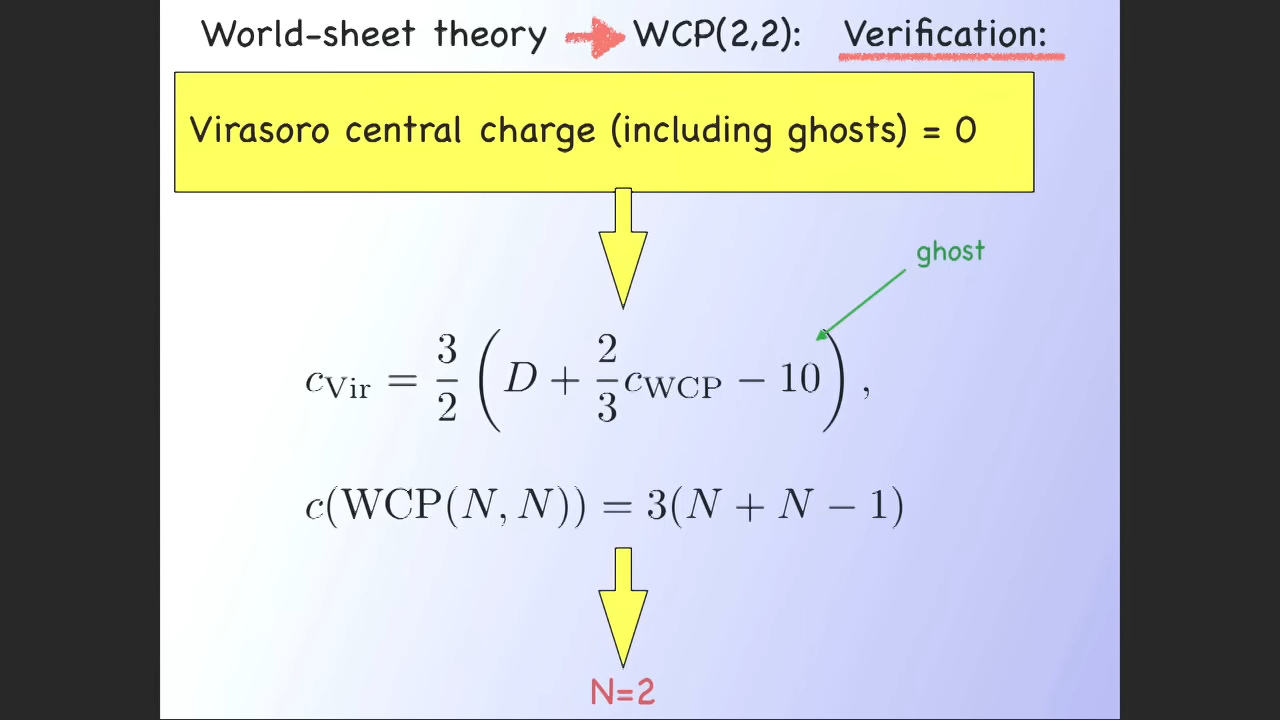 World-sheet theory WCP(2,2): Verification:
Virasoro central charge (including ghosts) = 0
ghost
c_Vir = 3/2 ( D + 2/3 c_WCP − 10 ) ,
c(WCP(N, N)) = 3(N + N − 1)
N=2